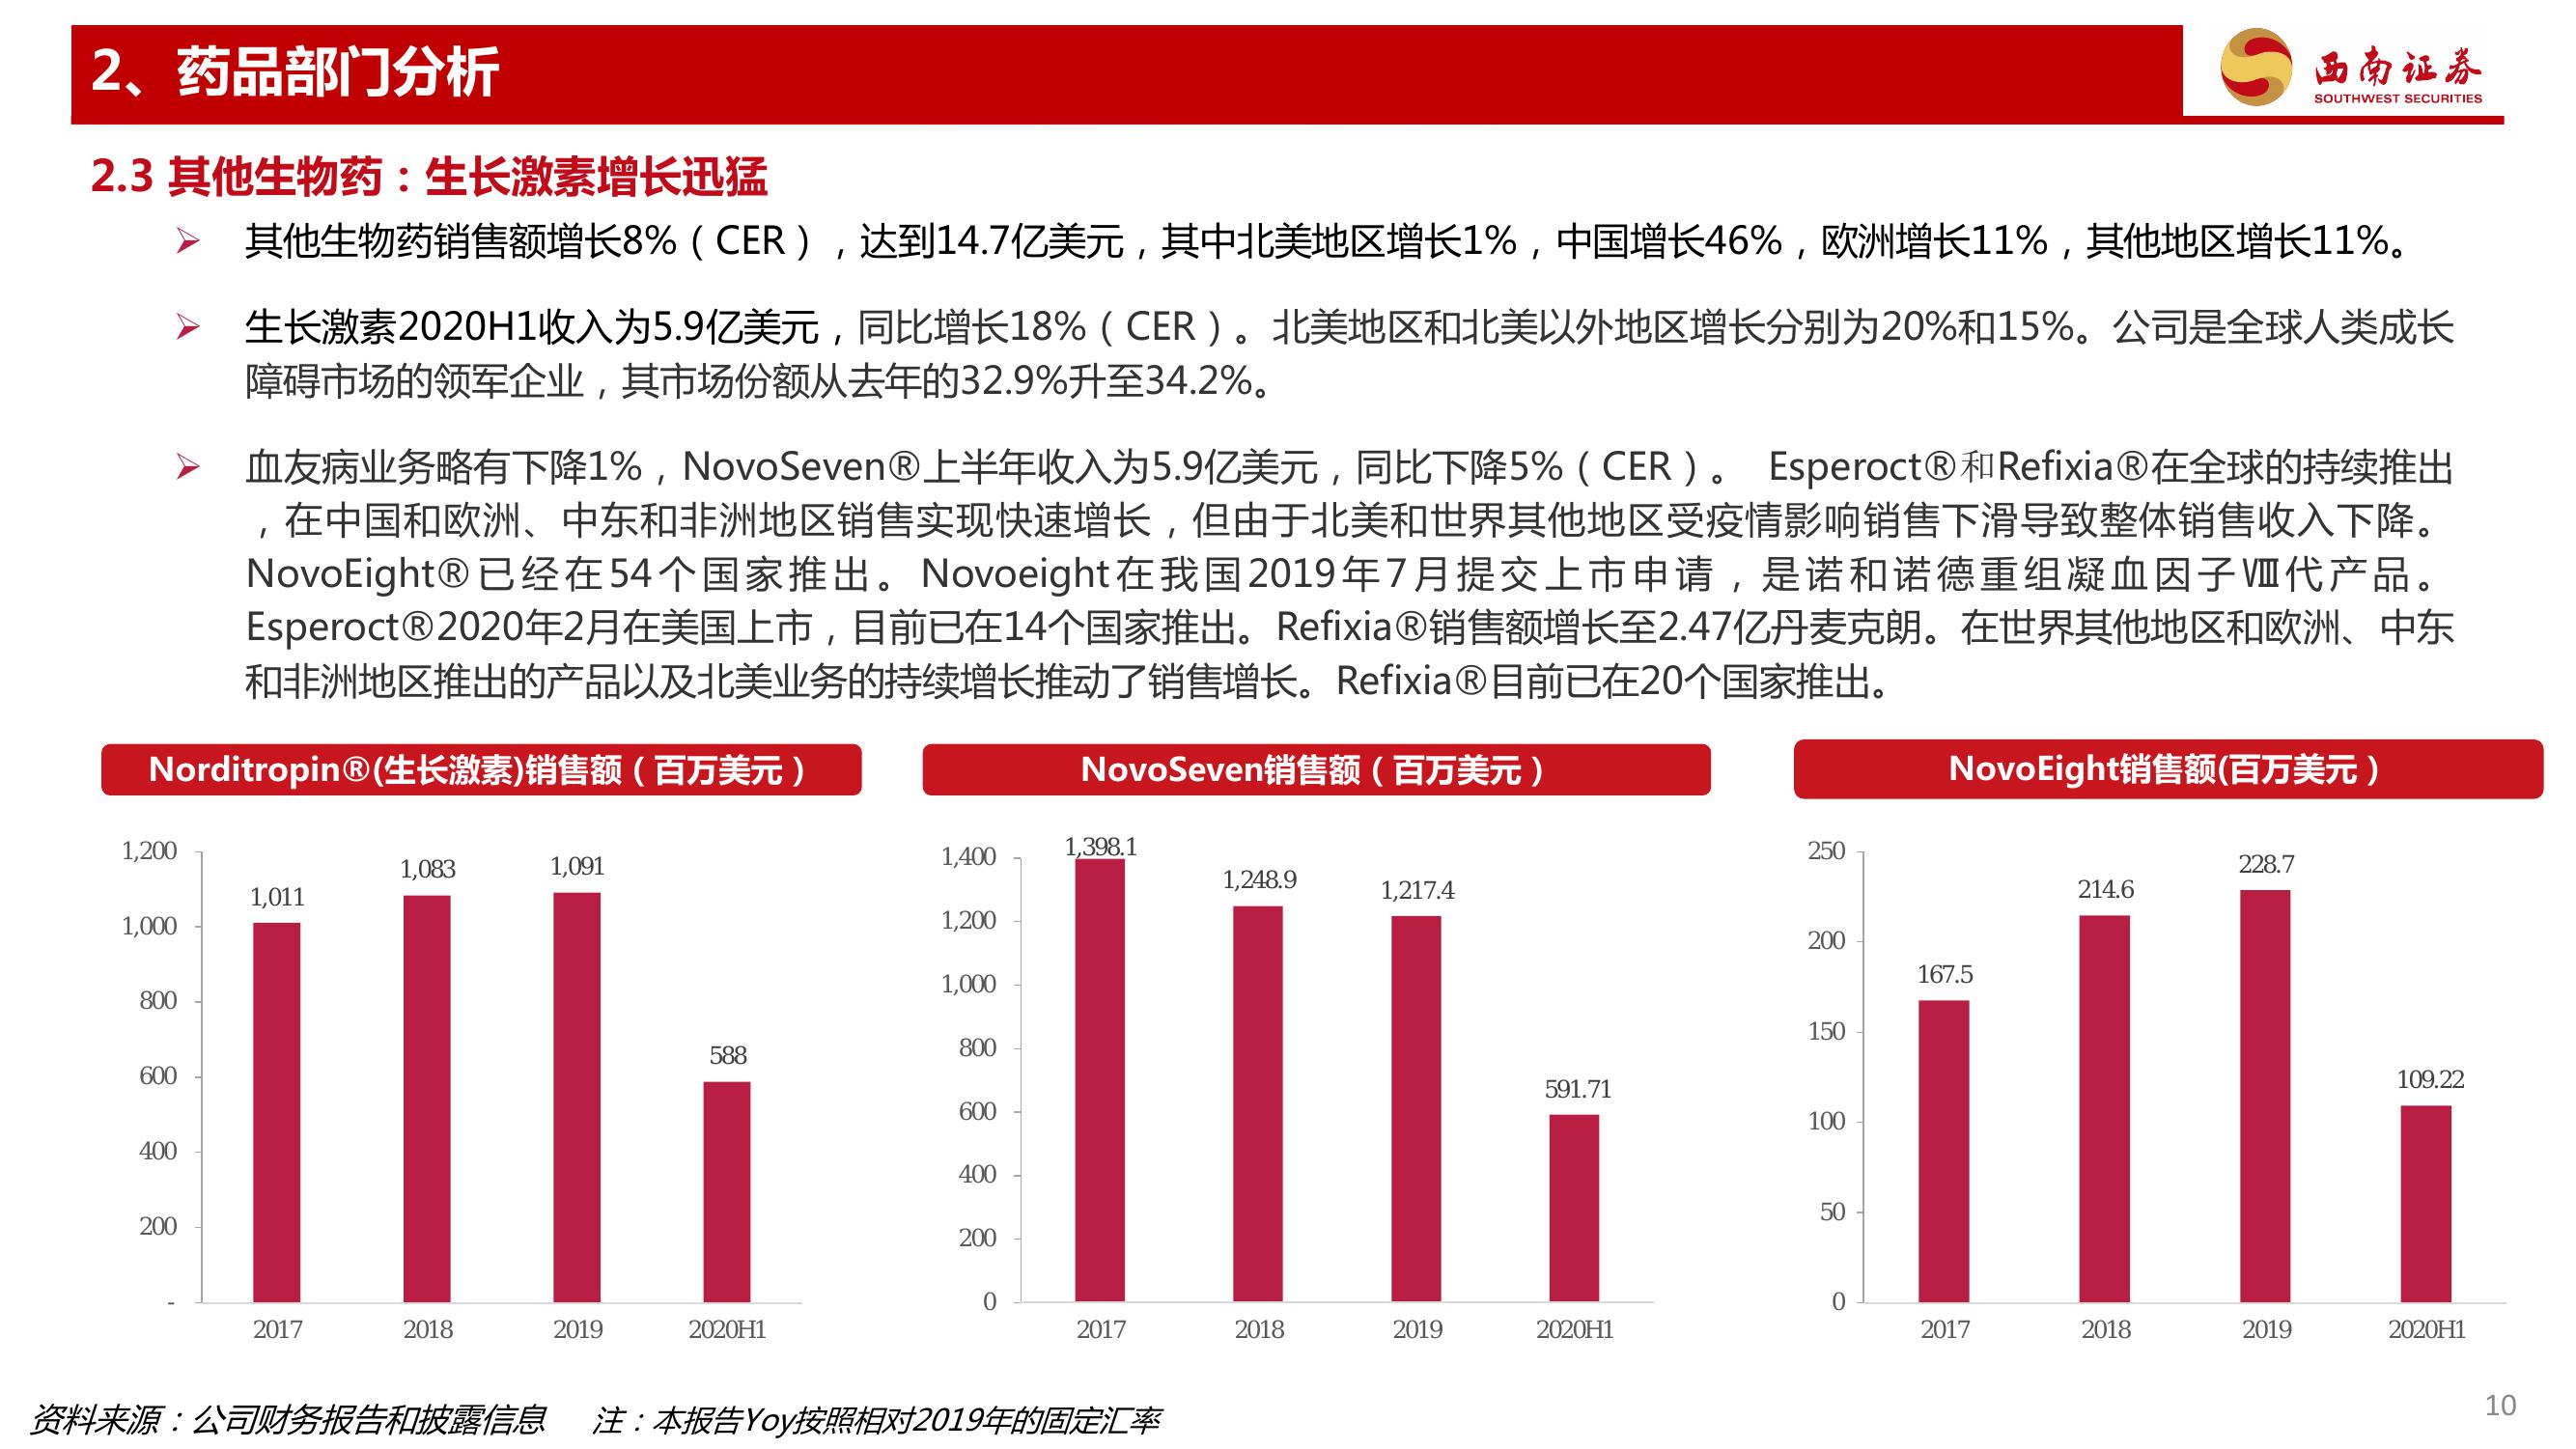 2、药品部门分析
西南证券
SOUTHWEST SECURITIES
2.3 其他生物药：生长激素增长迅猛
其他生物药销售额增长8%（CER），达到14.7亿美元，其中北美地区增长1%，中国增长46%，欧洲增长11%，其他地区增长11%。
生长激素2020H1收入为5.9亿美元，同比增长18%（CER）。北美地区和北美以外地区增长分别为20%和15%。公司是全球人类成长
障碍市场的领军企业，其市场份额从去年的32.9%升至34.2%。
血友病业务略有下降1%，NovoSeven®上半年收入为5.9亿美元，同比下降5%（CER）。 Esperoct®和Refixia®在全球的持续推出
，在中国和欧洲、中东和非洲地区销售实现快速增长，但由于北美和世界其他地区受疫情影响销售下滑导致整体销售收入下降。
NovoEight®已经在54个国家推出。Novoeight在我国2019年7月提交上市申请，是诺和诺德重组凝血因子Ⅷ代产品。
Esperoct®2020年2月在美国上市，目前已在14个国家推出。Refixia®销售额增长至2.47亿丹麦克朗。在世界其他地区和欧洲、中东
和非洲地区推出的产品以及北美业务的持续增长推动了销售增长。Refixia®目前已在20个国家推出。
Norditropin®(生长激素)销售额（百万美元）
1,200
1,000
800
600
400
200
-
1,011
1,083
1,091
588
2017
2018
2019
2020H1
NovoSeven销售额（百万美元）
1,400
1,200
1,000
800
600
400
200
0
1,398.1
1,248.9
1,217.4
591.71
2017
2018
2019
2020H1
NovoEight销售额(百万美元）
250
200
150
100
50
0
167.5
214.6
228.7
109.22
2017
2018
2019
2020H1
资料来源：公司财务报告和披露信息 注：本报告Yoy按照相对2019年的固定汇率
10